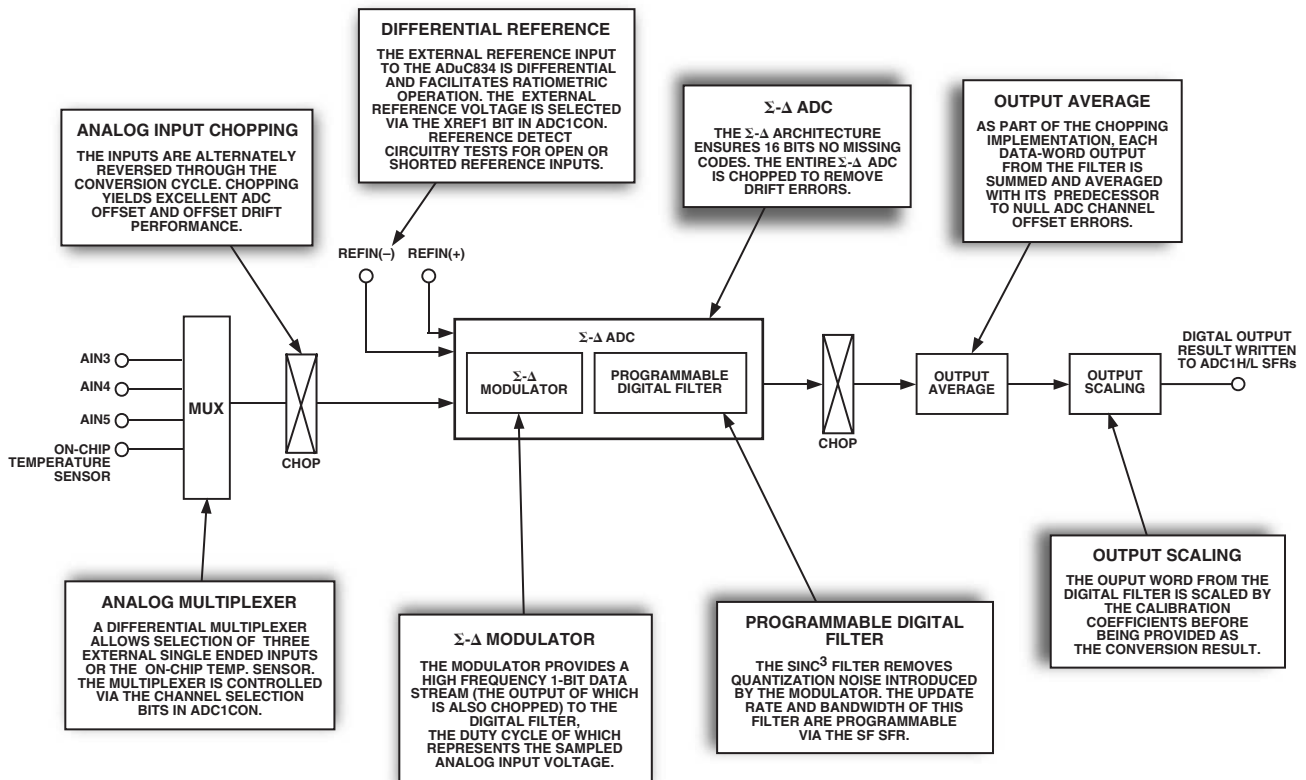 DIFFERENTIAL REFERENCE
THE EXTERNAL REFERENCE INPUT
TO THE ADuC834 IS DIFFERENTIAL
AND FACILITATES RATIOMETRIC
OPERATION. THE EXTERNAL
REFERENCE VOLTAGE IS SELECTED
VIA THE XREF1 BIT IN ADC1CON.
REFERENCE DETECT
CIRCUITRY TESTS FOR OPEN OR
SHORTED REFERENCE INPUTS.
ANALOG INPUT CHOPPING
THE INPUTS ARE ALTERNATELY
REVERSED THROUGH THE
CONVERSION CYCLE. CHOPPING
YIELDS EXCELLENT ADC
OFFSET AND OFFSET DRIFT
PERFORMANCE.
Σ-Δ ADC
THE Σ-Δ ARCHITECTURE
ENSURES 16 BITS NO MISSING
CODES. THE ENTIRE Σ-Δ ADC
IS CHOPPED TO REMOVE
DRIFT ERRORS.
OUTPUT AVERAGE
AS PART OF THE CHOPPING
IMPLEMENTATION, EACH
DATA-WORD OUTPUT
FROM THE FILTER IS
SUMMED AND AVERAGED
WITH ITS PREDECESSOR
TO NULL ADC CHANNEL
OFFSET ERRORS.
REFIN(–) REFIN(+)
AIN3
AIN4
AIN5
ON-CHIP
TEMPERATURE
SENSOR
MUX
CHOP
Σ-Δ ADC
Σ-Δ
MODULATOR
PROGRAMMABLE
DIGITAL FILTER
CHOP
OUTPUT
AVERAGE
OUTPUT
SCALING
DIGTAL OUTPUT
RESULT WRITTEN
TO ADC1H/L SFRs
ANALOG MULTIPLEXER
A DIFFERENTIAL MULTIPLEXER
ALLOWS SELECTION OF THREE
EXTERNAL SINGLE ENDED INPUTS
OR THE ON-CHIP TEMP. SENSOR.
THE MULTIPLEXER IS CONTROLLED
VIA THE CHANNEL SELECTION
BITS IN ADC1CON.
Σ-Δ MODULATOR
THE MODULATOR PROVIDES A
HIGH FREQUENCY 1-BIT DATA
STREAM (THE OUTPUT OF WHICH
IS ALSO CHOPPED) TO THE
DIGITAL FILTER,
THE DUTY CYCLE OF WHICH
REPRESENTS THE SAMPLED
ANALOG INPUT VOLTAGE.
PROGRAMMABLE DIGITAL
FILTER
THE SINC³ FILTER REMOVES
QUANTIZATION NOISE INTRODUCED
BY THE MODULATOR. THE UPDATE
RATE AND BANDWIDTH OF THIS
FILTER ARE PROGRAMMABLE
VIA THE SF SFR.
OUTPUT SCALING
THE OUPUT WORD FROM THE
DIGITAL FILTER IS SCALED BY
THE CALIBRATION
COEFFICIENTS BEFORE
BEING PROVIDED AS
THE CONVERSION RESULT.